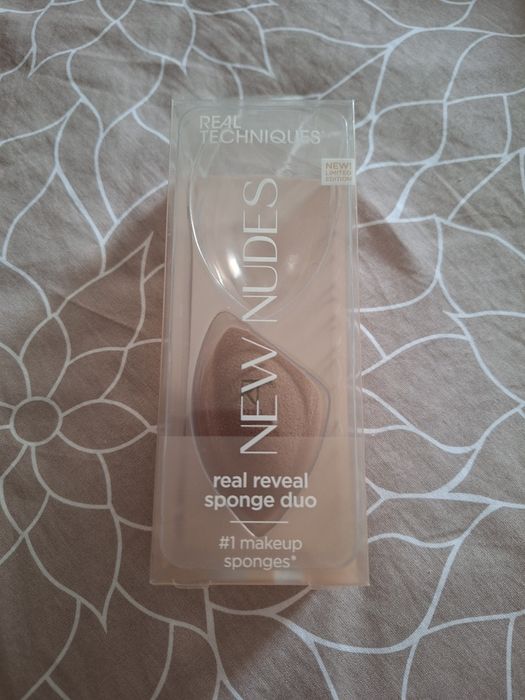 REAL
TECHNIQUES®
NEW!
LIMITED
EDITION
NEW NUDES
real reveal
sponge duo
#1 makeup
sponges*